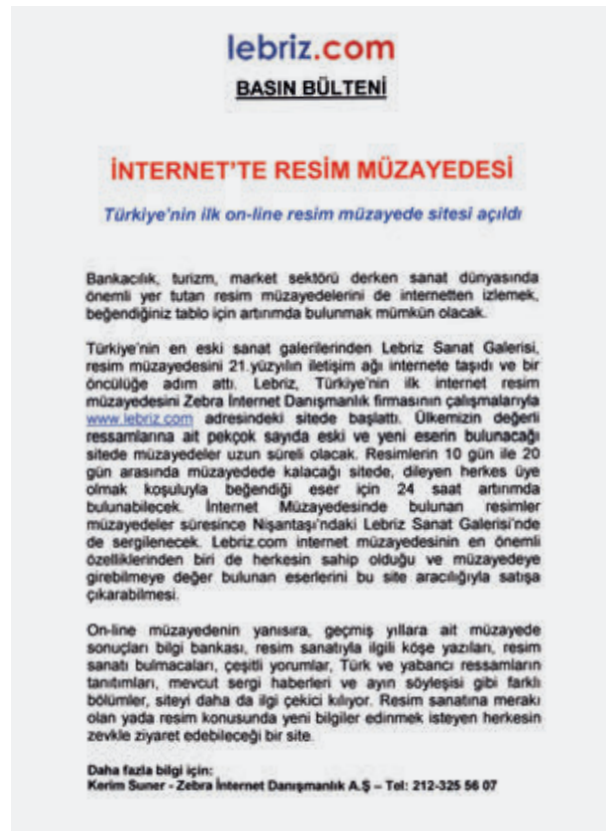 lebriz.com
BASIN BÜLTENİ
İNTERNET'TE RESİM MÜZAYEDESİ
Türkiye'nin ilk on-line resim müzayede sitesi açıldı
Bankacılık, turizm, market sektörü derken sanat dünyasında
önemli yer tutan resim müzayedelerini de internetten izlemek,
beğendiğiniz tablo için artırımda bulunmak mümkün olacak.
Türkiye'nin en eski sanat galerilerinden Lebriz Sanat Galerisi,
resim müzayedesini 21.yüzyılın iletişim ağı internete taşıdı ve bir
öncülüğe adım attı. Lebriz, Türkiye'nin ilk internet resim
müzayedesini Zebra İnternet Danışmanlık firmasının çalışmalarıyla
www.lebriz.com adresindeki sitede başlattı. Ülkemizin değerli
ressamlarına ait pekçok sayıda eski ve yeni eserin bulunacağı
sitede müzayedeler uzun süreli olacak. Resimlerin 10 gün ile 20
gün arasında müzayedede kalacağı sitede, dileyen herkes üye
olmak koşuluyla beğendiği eser için 24 saat artırımda
bulunabilecek. İnternet Müzayedesinde bulunan resimler
müzayedeler süresince Nişantaşı'ndaki Lebriz Sanat Galerisi'nde
de sergilenecek. Lebriz.com internet müzayedesinin en önemli
özelliklerinden biri de herkesin sahip olduğu ve müzayedeye
girebilmeye değer bulunan eserlerini bu site aracılığıyla satışa
çıkarabilmesi.
On-line müzayedenin yanısıra, geçmiş yıllara ait müzayede
sonuçları bilgi bankası, resim sanatıyla ilgili köşe yazıları, resim
sanatı bulmacaları, çeşitli yorumlar, Türk ve yabancı ressamların
tanıtımları, mevcut sergi haberleri ve ayın söyleşisi gibi farklı
bölümler, siteyi daha da ilgi çekici kılıyor. Resim sanatına merakı
olan yada resim konusunda yeni bilgiler edinmek isteyen herkesin
zevkle ziyaret edebileceği bir site.
Daha fazla bilgi için:
Kerim Suner - Zebra İnternet Danışmanlık A.Ş – Tel: 212-325 56 07